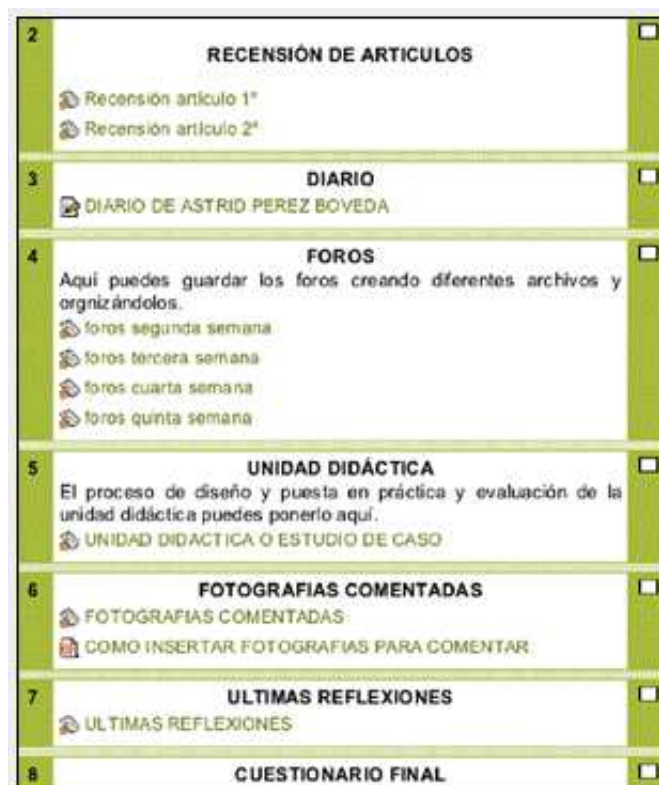 2
RECENSIÓN DE ARTICULOS
Recensión artículo 1ª
Recensión artículo 2ª
3
DIARIO
DIARIO DE ASTRID PEREZ BOVEDA
4
FOROS
Aquí puedes guardar los foros creando diferentes archivos y
orgnizándolos.
foros segunda semana
foros tercera semana
foros cuarta semana
foros quinta semana
5
UNIDAD DIDÁCTICA
El proceso de diseño y puesta en práctica y evaluación de la
unidad didáctica puedes ponerlo aquí.
UNIDAD DIDACTICA O ESTUDIO DE CASO
6
FOTOGRAFIAS COMENTADAS
FOTOGRAFIAS COMENTADAS
COMO INSERTAR FOTOGRAFIAS PARA COMENTAR
7
ULTIMAS REFLEXIONES
ULTIMAS REFLEXIONES
8
CUESTIONARIO FINAL